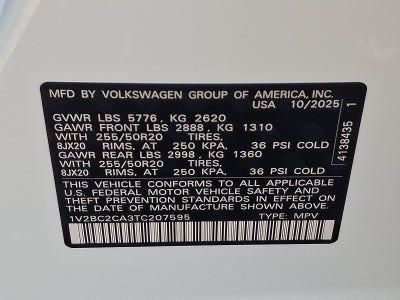 MFD BY VOLKSWAGEN GROUP OF AMERICA, INC.
USA 10/2025
GVWR LBS 5776, KG 2620
GAWR FRONT LBS 2888, KG 1310
WITH 255/50R20 TIRES,
8JX20 RIMS, AT 250 KPA, 36 PSI COLD
GAWR REAR LBS 2998, KG 1360
WITH 255/50R20 TIRES,
8JX20 RIMS, AT 250 KPA, 36 PSI COLD
THIS VEHICLE CONFORMS TO ALL APPLICABLE
U.S. FEDERAL MOTOR VEHICLE SAFETY AND
THEFT PREVENTION STANDARDS IN EFFECT ON
THE DATE OF MANUFACTURE SHOWN ABOVE.
1V2BC2CA3TC207595 TYPE: MPV
4138435 1